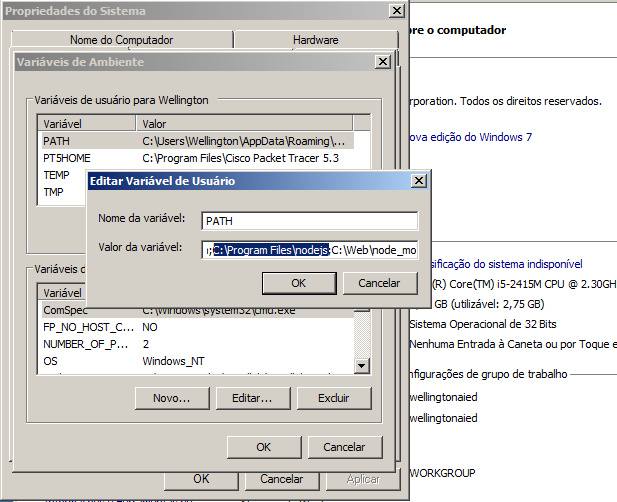 Propriedades do Sistema
Nome do Computador Hardware
Variáveis de Ambiente
Variáveis de usuário para Wellington
Variável Valor
PATH C:\Users\Wellington\AppData\Roaming\...
PT5HOME C:\Program Files\Cisco Packet Tracer 5.3
TEMP
TMP
Editar Variável de Usuário
Nome da variável: PATH
Valor da variável: ;C:\Program Files\nodejs;C:\Web\node_mo
OK Cancelar
Variáveis d
Variável
ComSpec C:\Windows\system32\cmd.exe
FP_NO_HOST_C... NO
NUMBER_OF_P... 2
OS Windows_NT
Novo... Editar... Excluir
OK Cancelar
OK Cancelar Aplicar
re o computador
rporation. Todos os direitos reservados.
ova edição do Windows 7
sificação do sistema indisponível
(R) Core(TM) i5-2415M CPU @ 2.30GH
GB (utilizável: 2,75 GB)
Sistema Operacional de 32 Bits
Nenhuma Entrada à Caneta ou por Toque e
nfigurações de grupo de trabalho
wellingtonaied
wellingtonaied
WORKGROUP